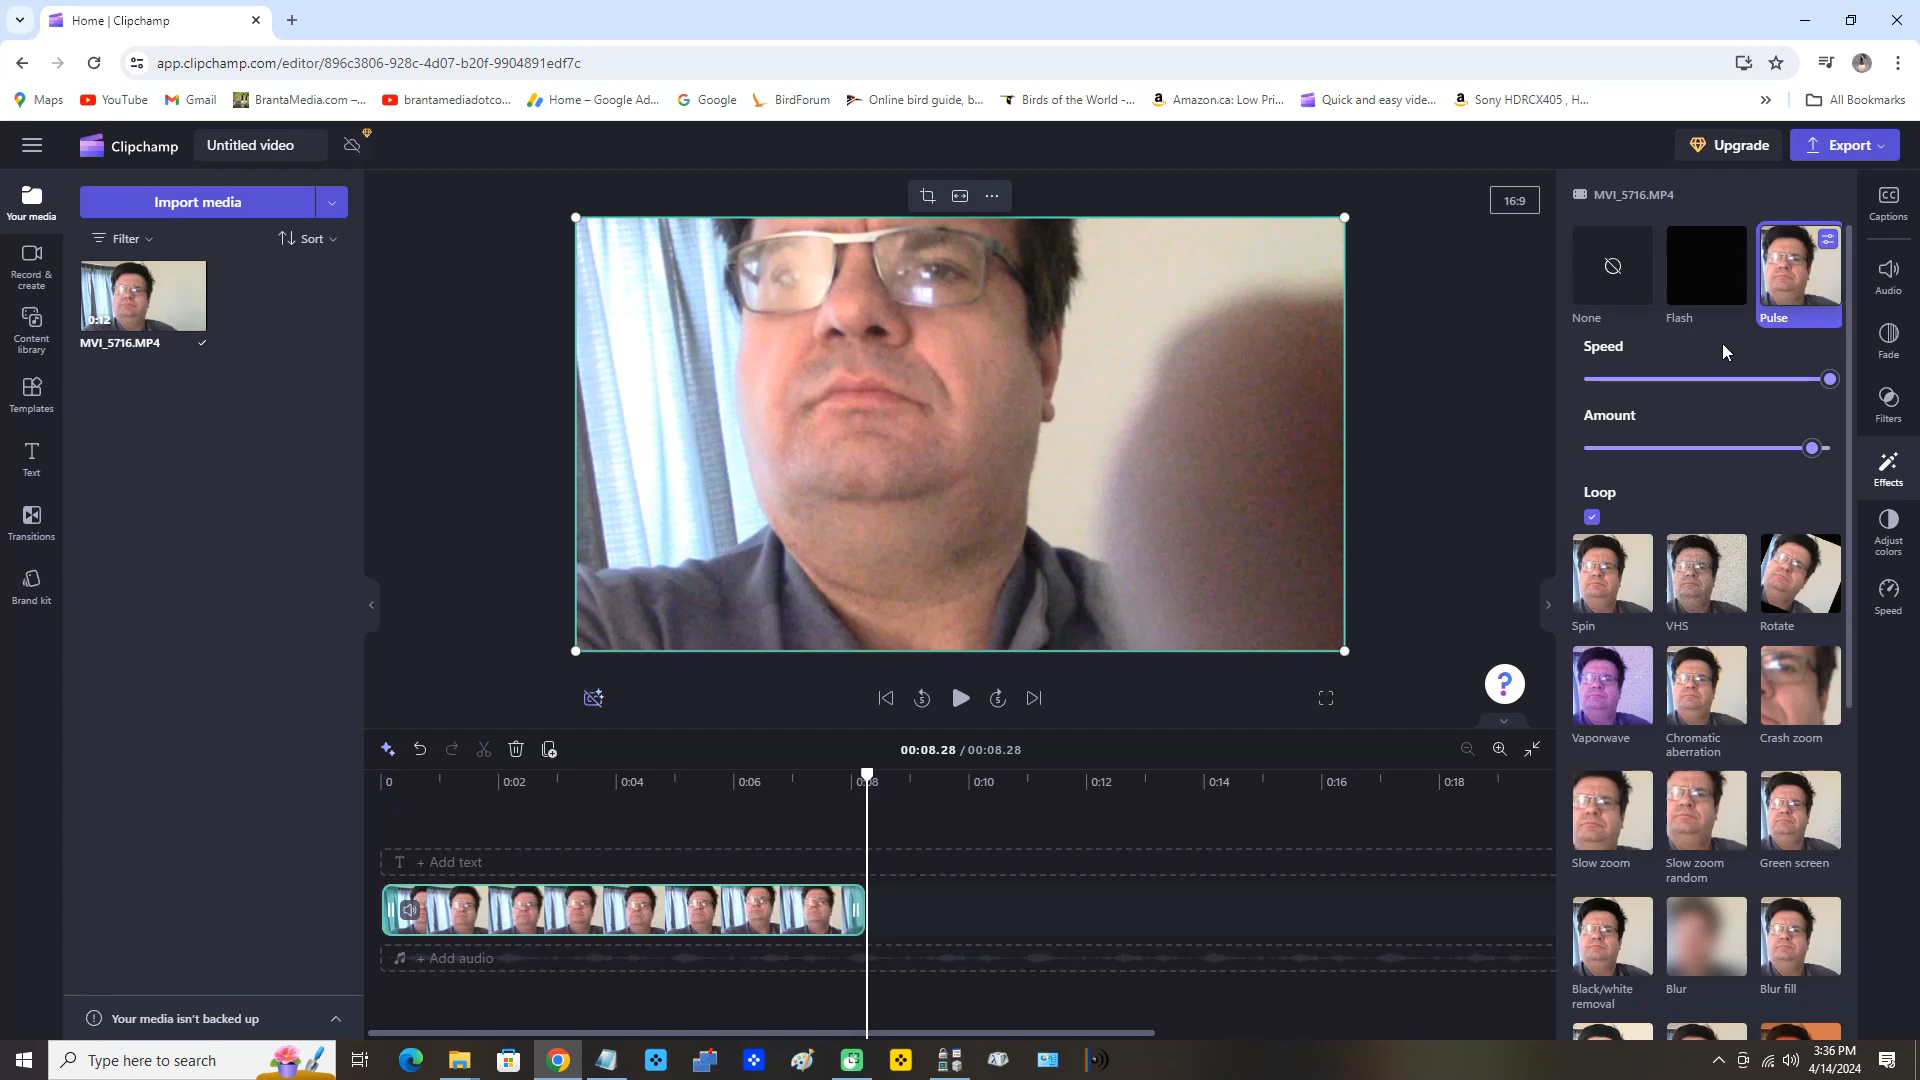 Home | Clipchamp
app.clipchamp.com/editor/896c3806-928c-4d07-b20f-9904891edf7c
Maps YouTube Gmail BrantaMedia.com –... brantamediadotco... Home – Google Ad... Google BirdForum Online bird guide, b... Birds of the World -... Amazon.ca: Low Pri... Quick and easy vide... Sony HDRCX405 , H... All Bookmarks
Clipchamp
Untitled video
Upgrade
Export
Your media
Record & create
Content library
Templates
Text
Transitions
Brand kit
Import media
Filter
Sort
0:12
MVI_5716.MP4
Your media isn't backed up
16:9
?
00:08.28 / 00:08.28
0 0:02 0:04 0:06 0:08 0:10 0:12 0:14 0:16 0:18
T + Add text
+ Add audio
MVI_5716.MP4
None Flash Pulse
Speed
Amount
Loop
Spin VHS Rotate
Vaporwave Chromatic aberration Crash zoom
Slow zoom Slow zoom random Green screen
Black/white removal Blur Blur fill
CC
Captions
Audio
Fade
Filters
Effects
Adjust colors
Speed
Type here to search
3:36 PM
4/14/2024